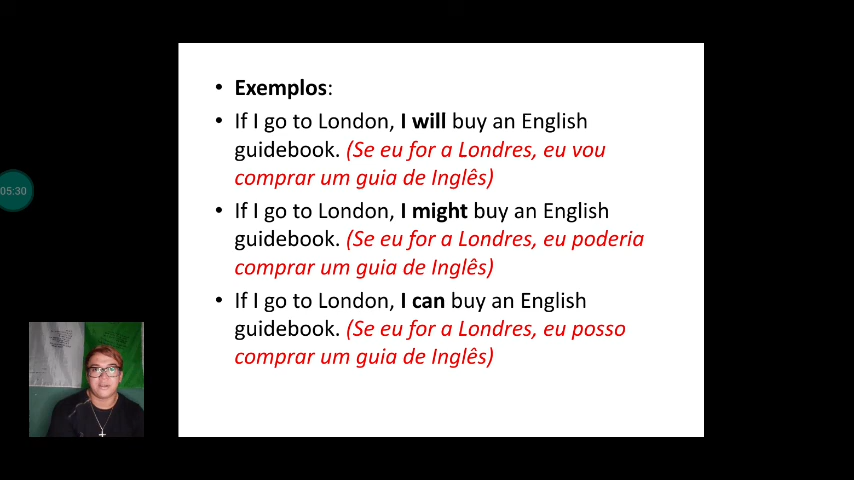 • Exemplos:
• If I go to London, I will buy an English
guidebook. (Se eu for a Londres, eu vou
comprar um guia de Inglês)
05:30
• If I go to London, I might buy an English
guidebook. (Se eu for a Londres, eu poderia
comprar um guia de Inglês)
• If I go to London, I can buy an English
guidebook. (Se eu for a Londres, eu posso
comprar um guia de Inglês)